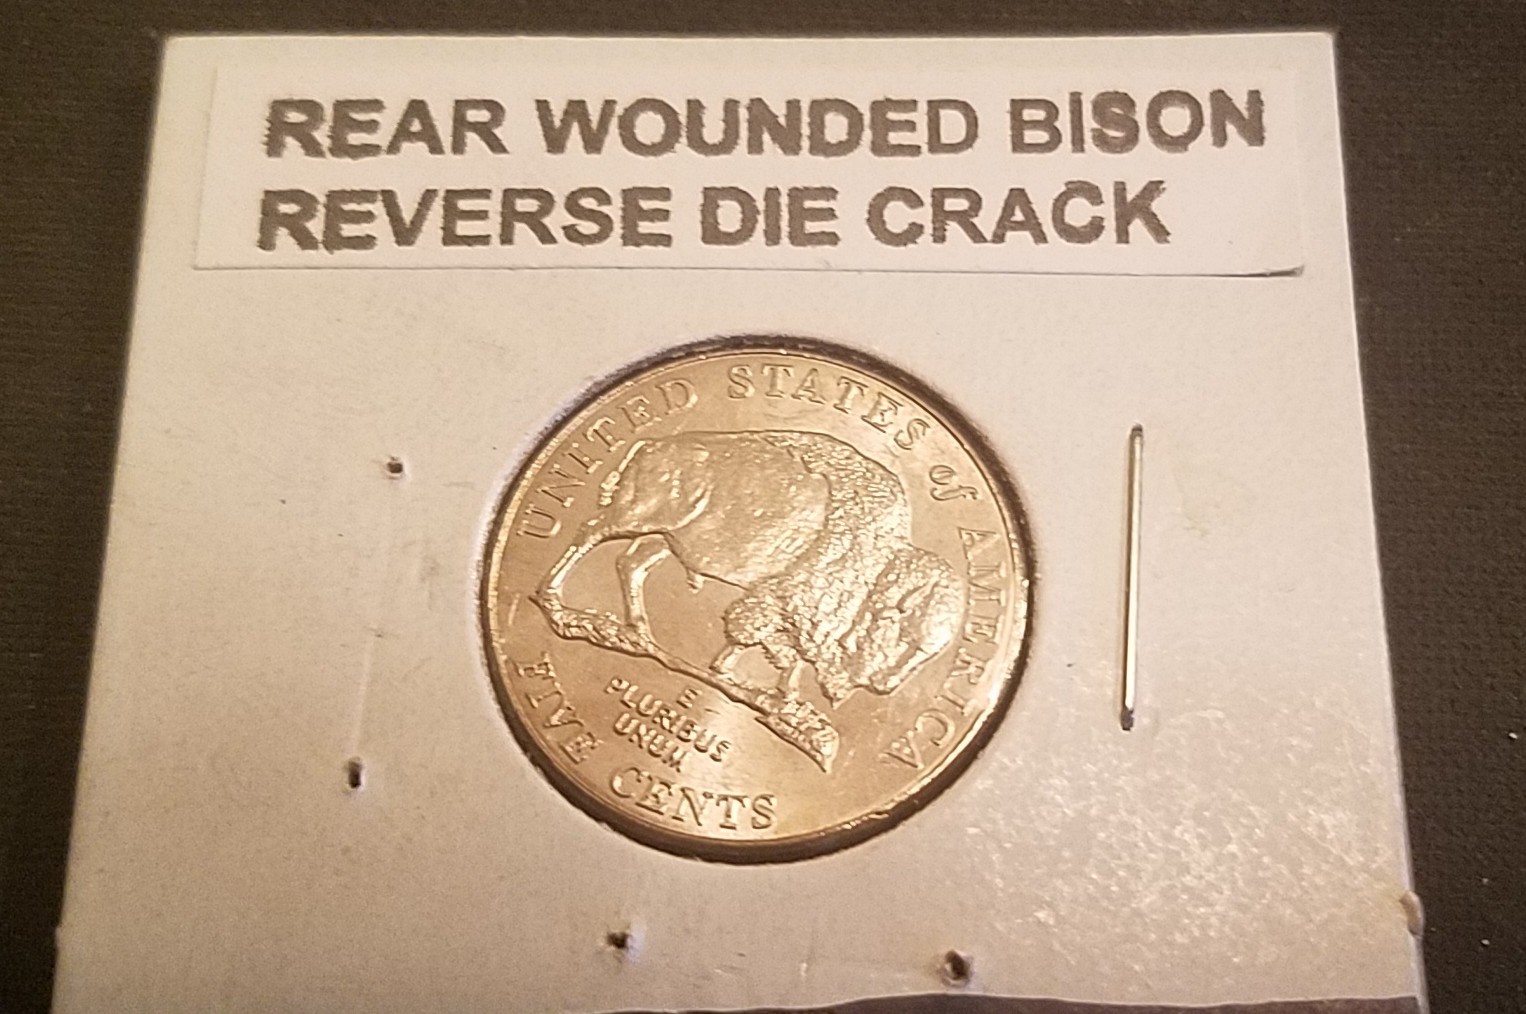 REAR WOUNDED BISON
REVERSE DIE CRACK
UNITED STATES of AMERICA
E
PLURIBUS
UNUM
FIVE CENTS